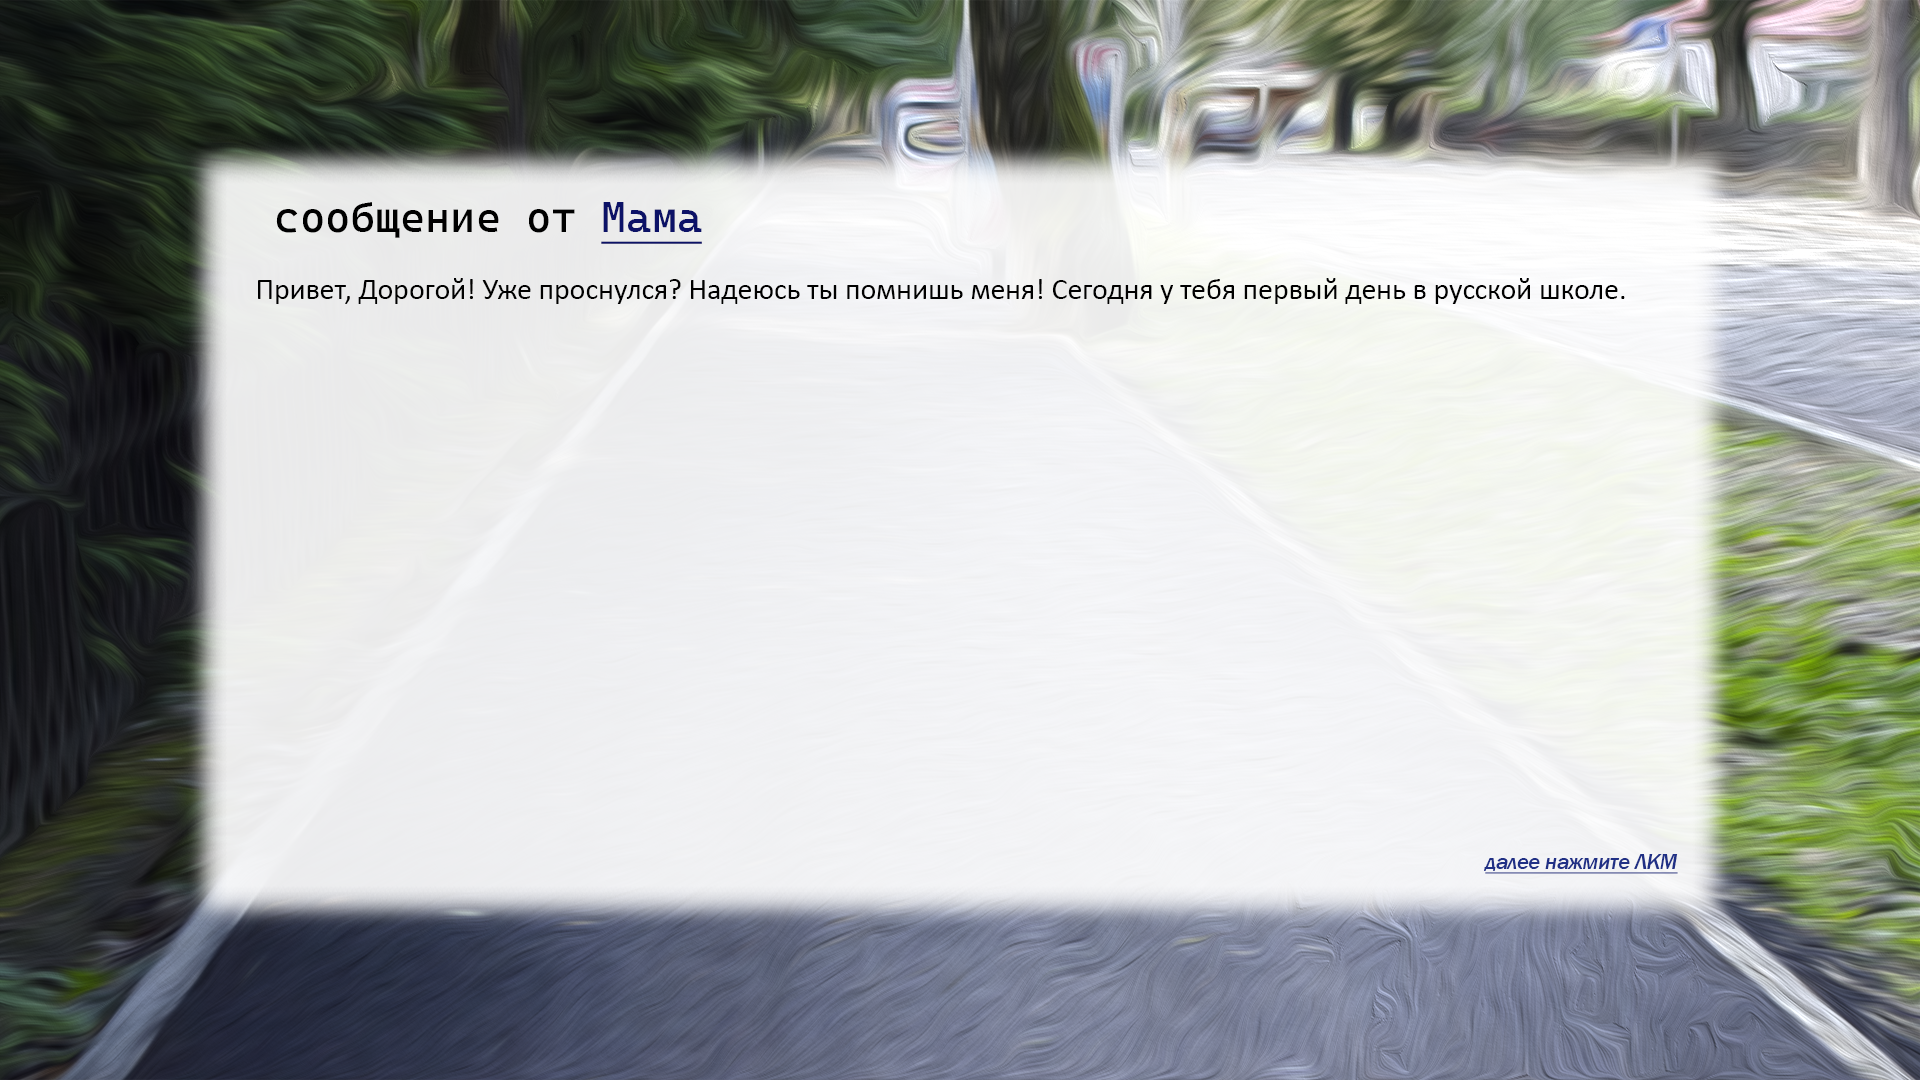 сообщение от Мама
Привет, Дорогой! Уже проснулся? Надеюсь ты помнишь меня! Сегодня у тебя первый день в русской школе.
далее нажмите ЛКМ